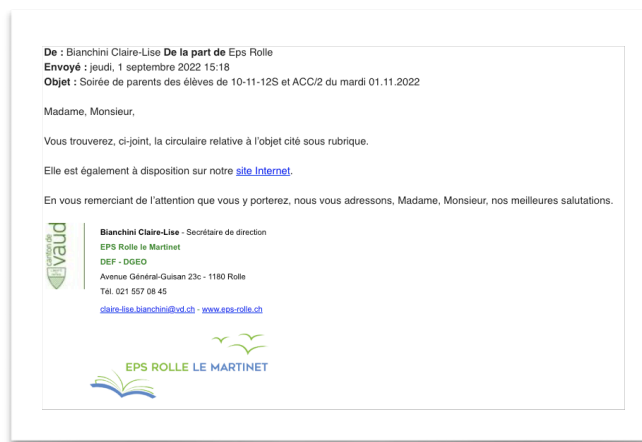 De : Bianchini Claire-Lise De la part de Eps Rolle
Envoyé : jeudi, 1 septembre 2022 15:18
Objet : Soirée de parents des élèves de 10-11-12S et ACC/2 du mardi 01.11.2022
Madame, Monsieur,
Vous trouverez, ci-joint, la circulaire relative à l'objet cité sous rubrique.
Elle est également à disposition sur notre site Internet.
En vous remerciant de l'attention que vous y porterez, nous vous adressons, Madame, Monsieur, nos meilleures salutations.
canton de
vaud
Bianchini Claire-Lise - Secrétaire de direction
EPS Rolle le Martinet
DEF - DGEO
Avenue Général-Guisan 23c - 1180 Rolle
Tél. 021 557 08 45
claire-lise.bianchini@vd.ch - www.eps-rolle.ch
EPS ROLLE LE MARTINET